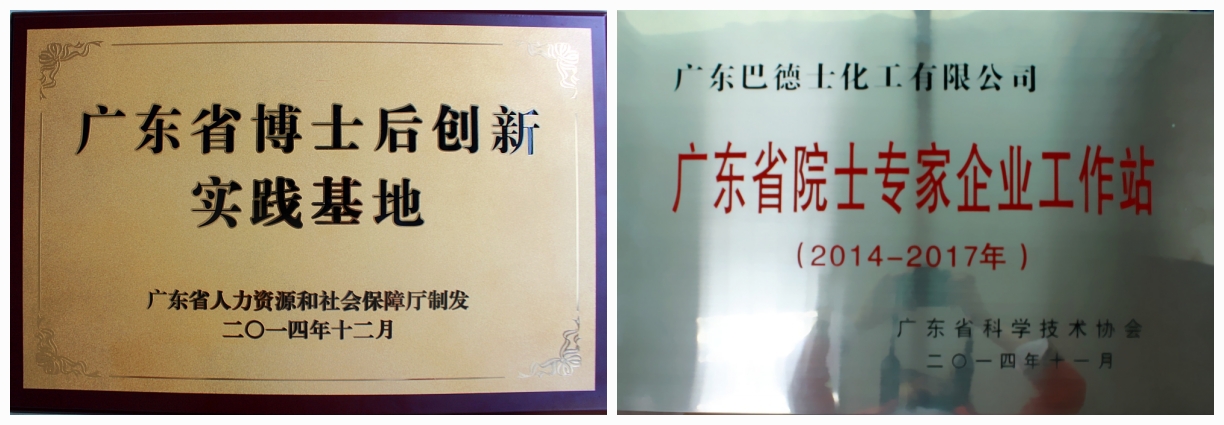 广东省博士后创新
实践基地
广东省人力资源和社会保障厅制发
二〇一四年十二月
广东巴德士化工有限公司
广东省院士专家企业工作站
(2014-2017年)
广东省科学技术协会
二〇一四年十一月